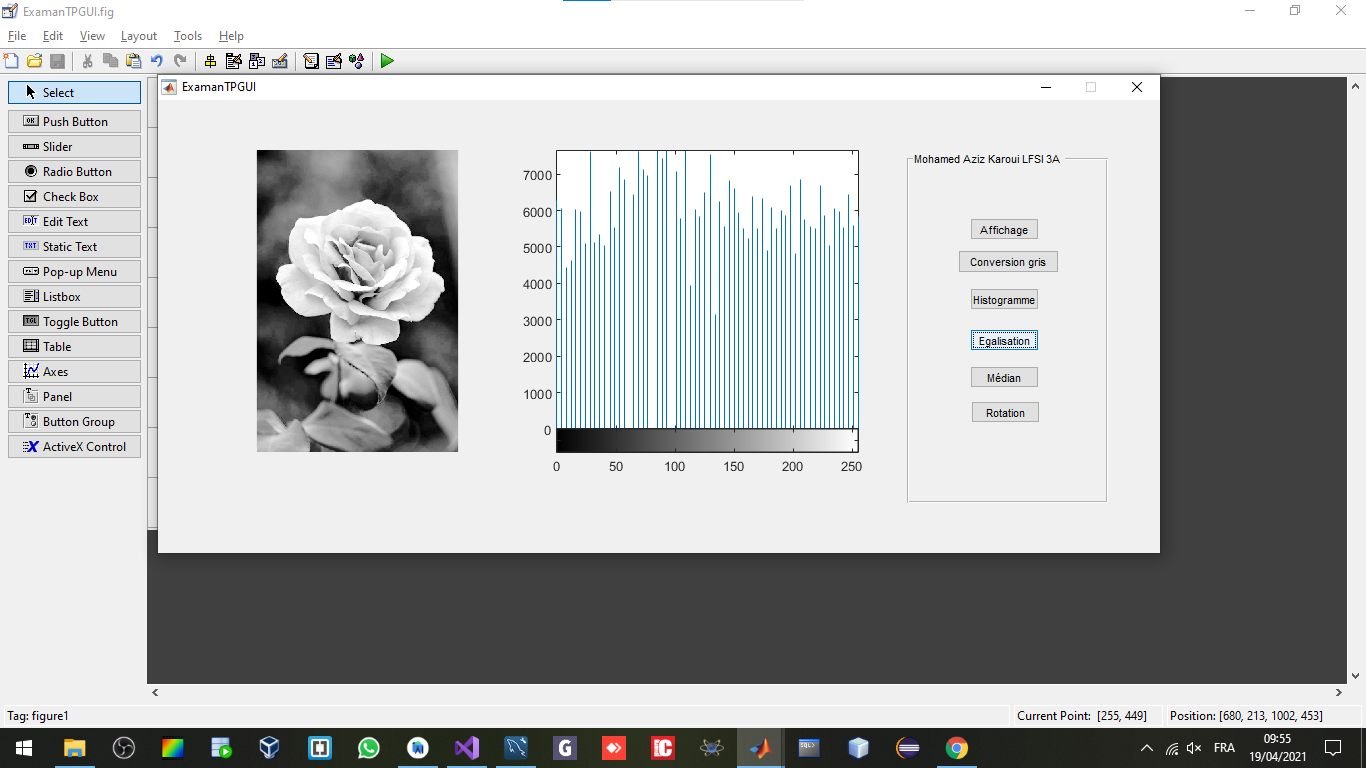 ExamanTPGUI.fig
File Edit View Layout Tools Help
Select
Push Button
Slider
Radio Button
Check Box
Edit Text
Static Text
Pop-up Menu
Listbox
Toggle Button
Table
Axes
Panel
Button Group
ActiveX Control
ExamanTPGUI
7000
6000
5000
4000
3000
2000
1000
0
0 50 100 150 200 250
Mohamed Aziz Karoui LFSI 3A
Affichage
Conversion gris
Histogramme
Egalisation
Médian
Rotation
Tag: figure1
Current Point: [255, 449]
Position: [680, 213, 1002, 453]
FRA
09:55
19/04/2021